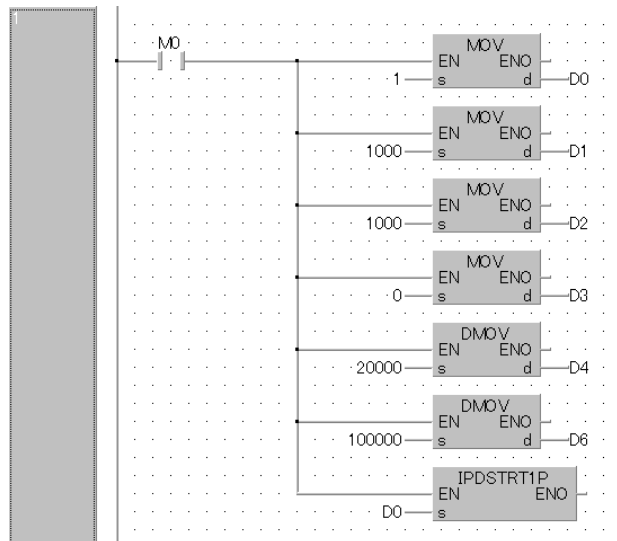 1
M0
MOV
EN ENO
1 s d D0
MOV
EN ENO
1000 s d D1
MOV
EN ENO
1000 s d D2
MOV
EN ENO
0 s d D3
DMOV
EN ENO
20000 s d D4
DMOV
EN ENO
100000 s d D6
IPDSTRT1P
EN ENO
D0 s